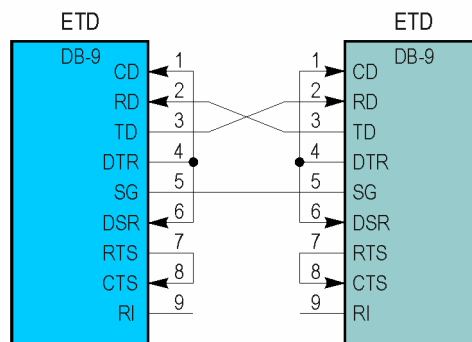 ETD ETD
DB-9 DB-9
CD 1 1 CD
RD 2 2 RD
TD 3 3 TD
DTR 4 4 DTR
SG 5 5 SG
DSR 6 6 DSR
RTS 7 7 RTS
CTS 8 8 CTS
RI 9 9 RI